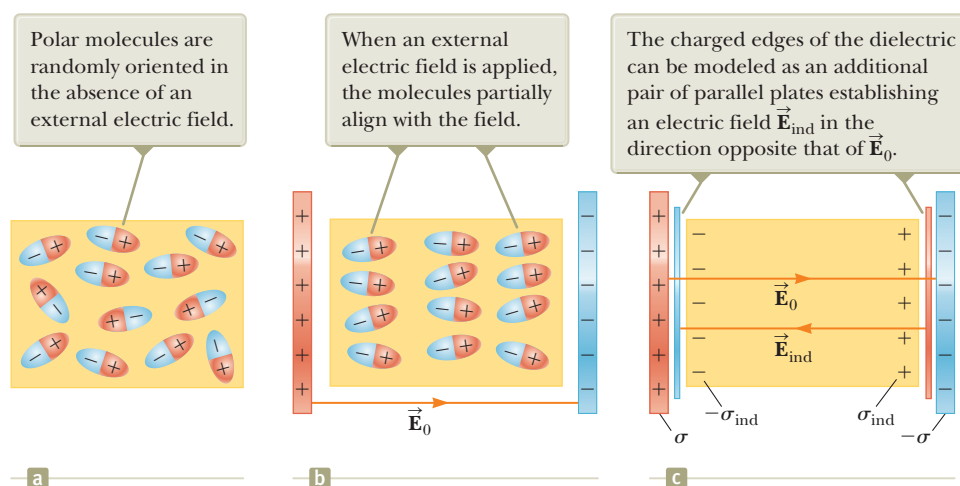 Polar molecules are
randomly oriented in
the absence of an
external electric field.
When an external
electric field is applied,
the molecules partially
align with the field.
The charged edges of the dielectric
can be modeled as an additional
pair of parallel plates establishing
an electric field E⃗ind in the
direction opposite that of E⃗0.
E⃗0
E⃗0
E⃗ind
−σind
σind
σ
−σ
a
b
c